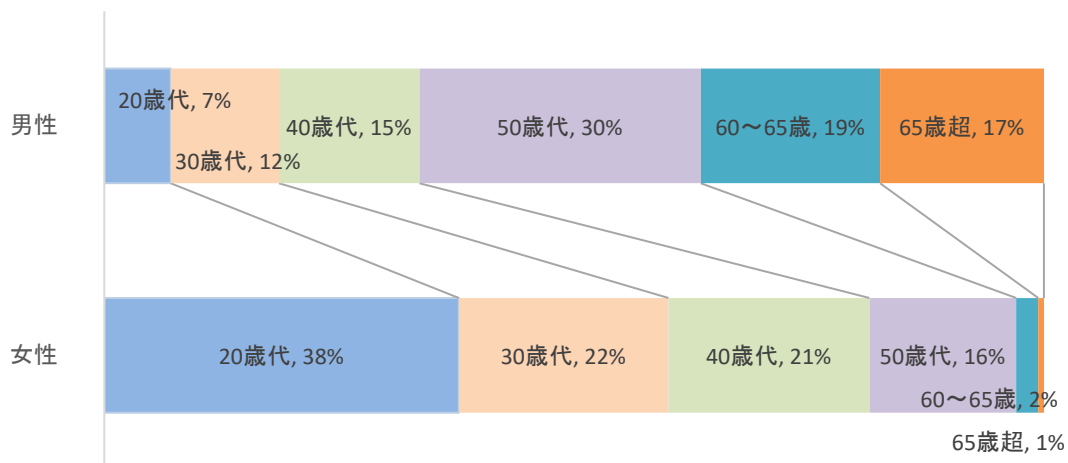 男性
20歳代, 7%
30歳代, 12%
40歳代, 15%
50歳代, 30%
60～65歳, 19%
65歳超, 17%
女性
20歳代, 38%
30歳代, 22%
40歳代, 21%
50歳代, 16%
60～65歳, 2%
65歳超, 1%